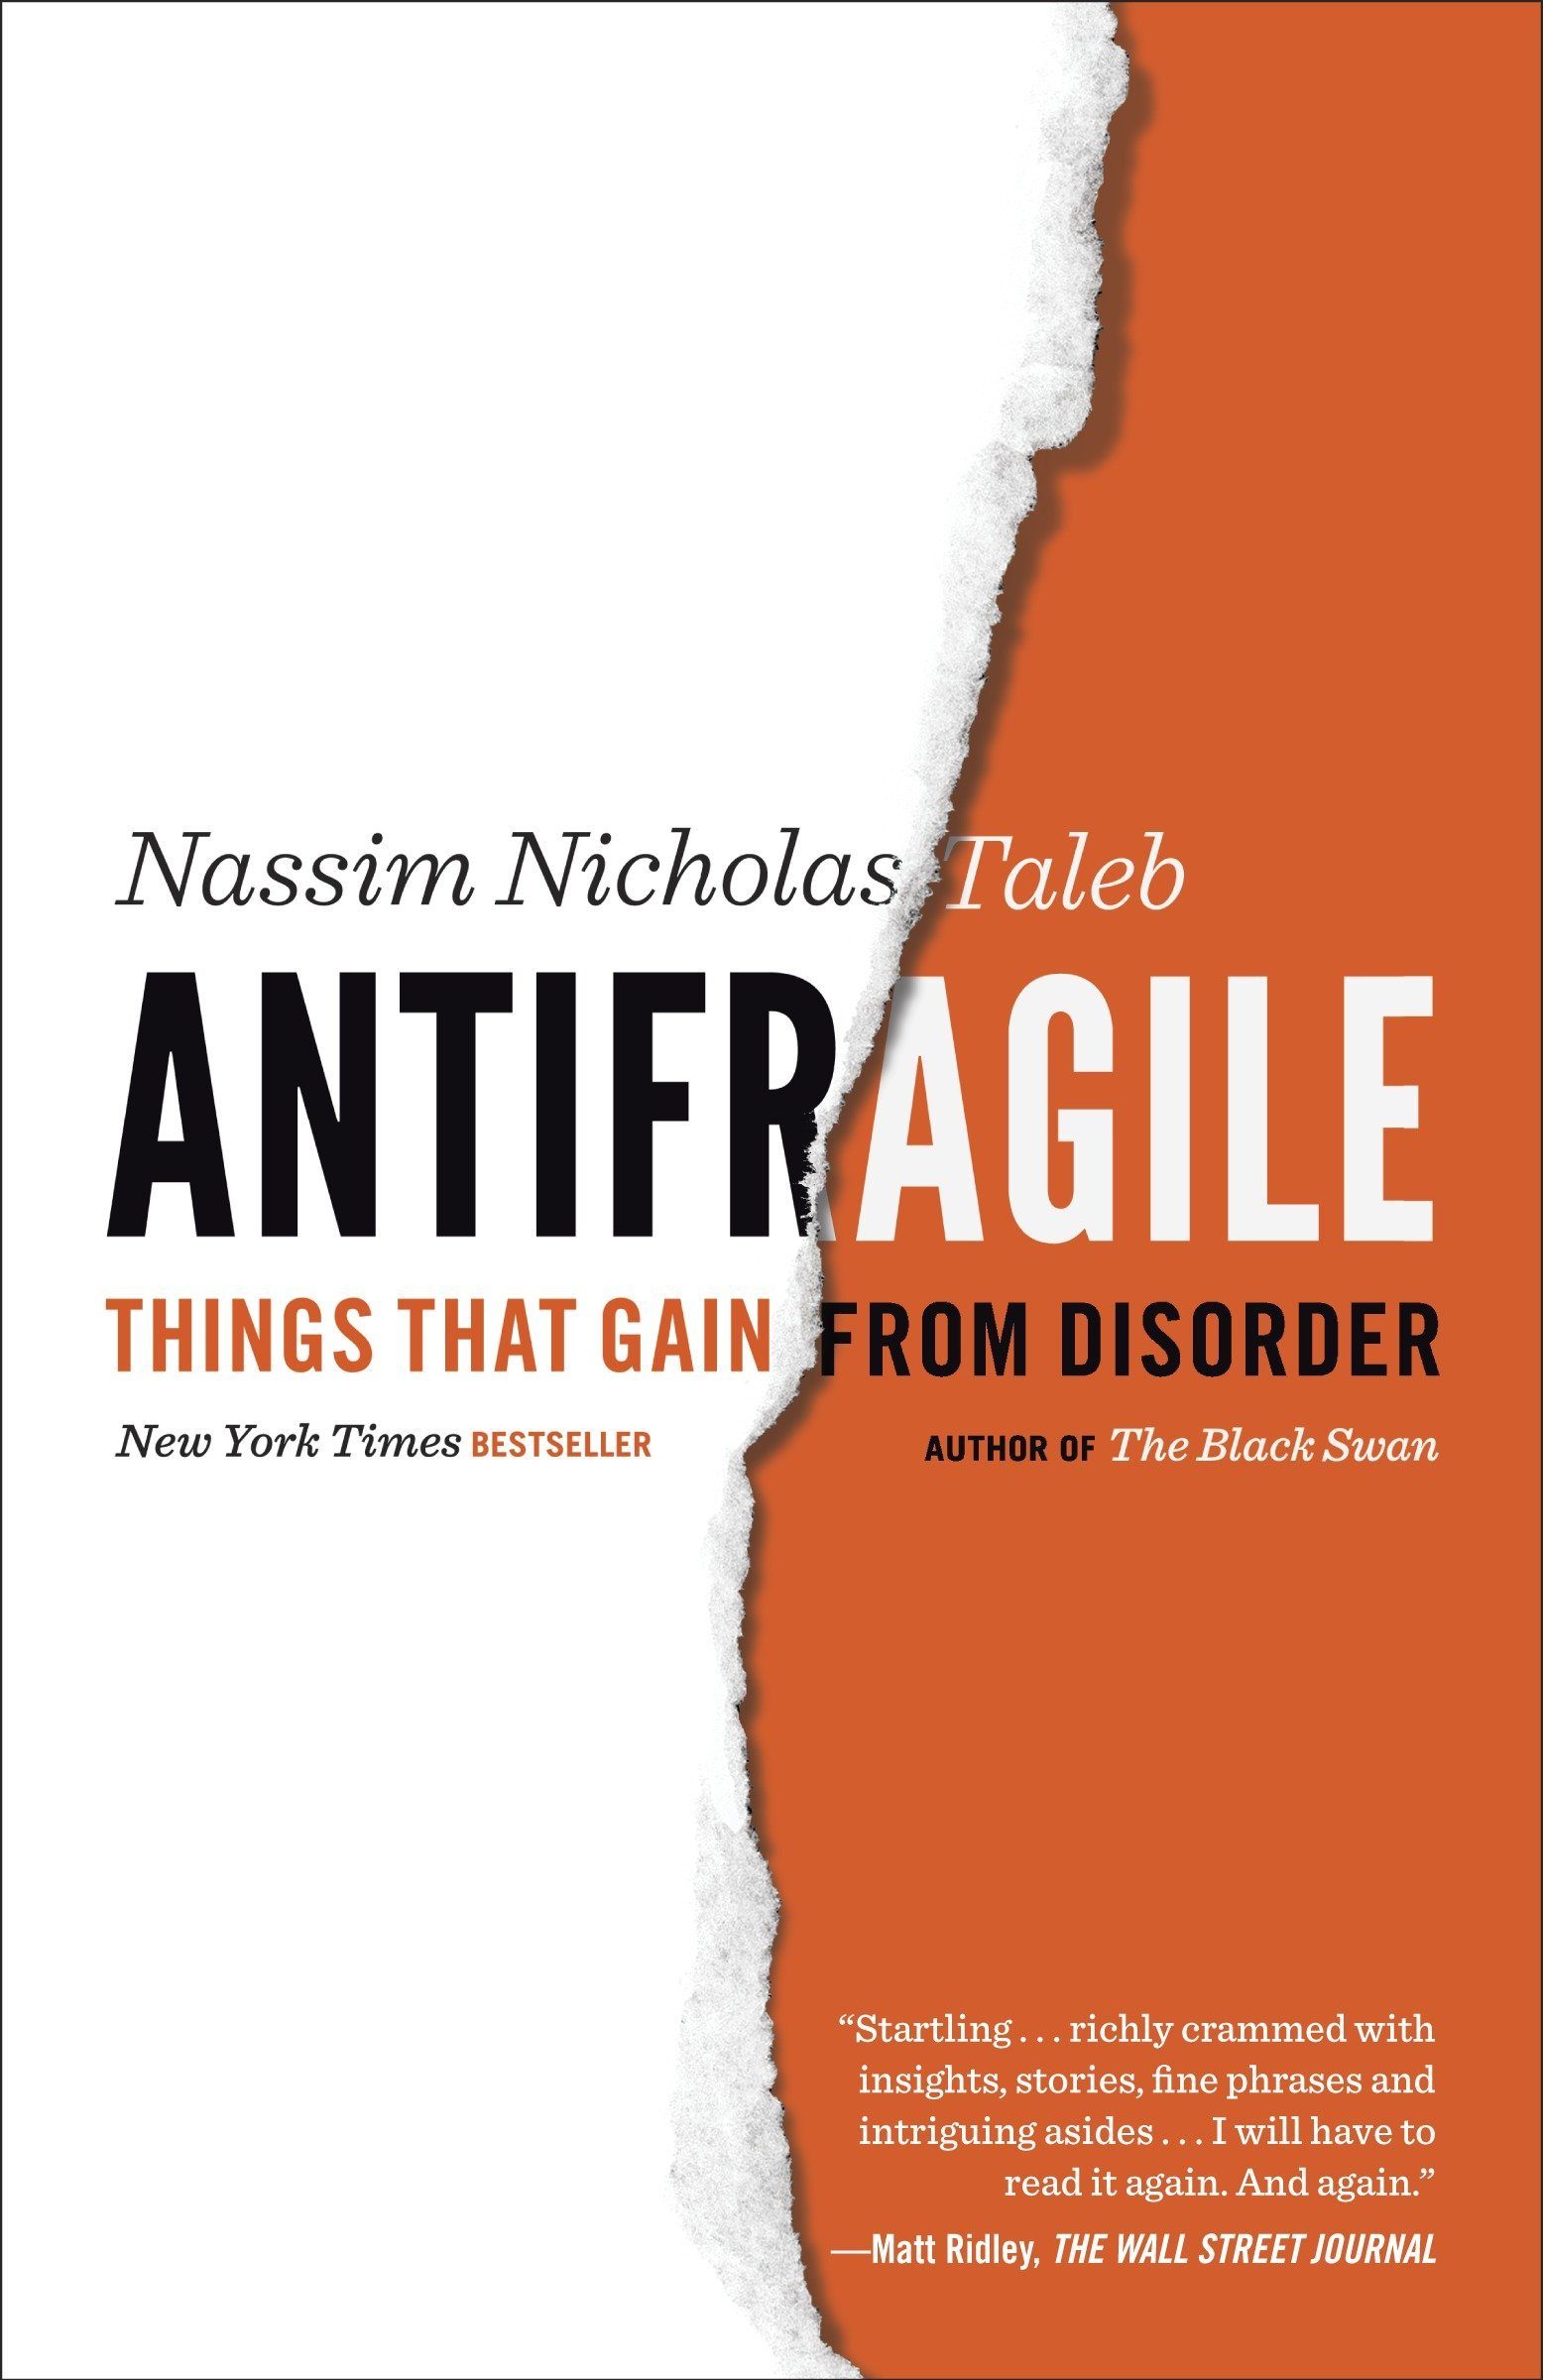 Nassim Nicholas Taleb
ANTIFRAGILE
THINGS THAT GAIN FROM DISORDER
New York Times BESTSELLER
AUTHOR OF The Black Swan
“Startling . . . richly crammed with
insights, stories, fine phrases and
intriguing asides . . . I will have to
read it again. And again.”
—Matt Ridley, THE WALL STREET JOURNAL